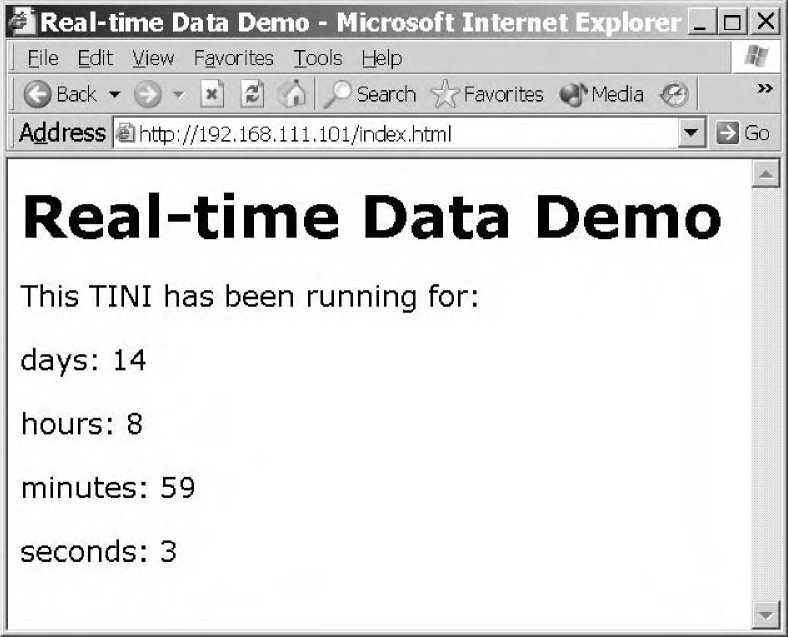 Real-time Data Demo - Microsoft Internet Explorer
File Edit View Favorites Tools Help
Back Search Favorites Media »
Address http://192.168.111.101/index.html Go
Real-time Data Demo
This TINI has been running for:
days: 14
hours: 8
minutes: 59
seconds: 3